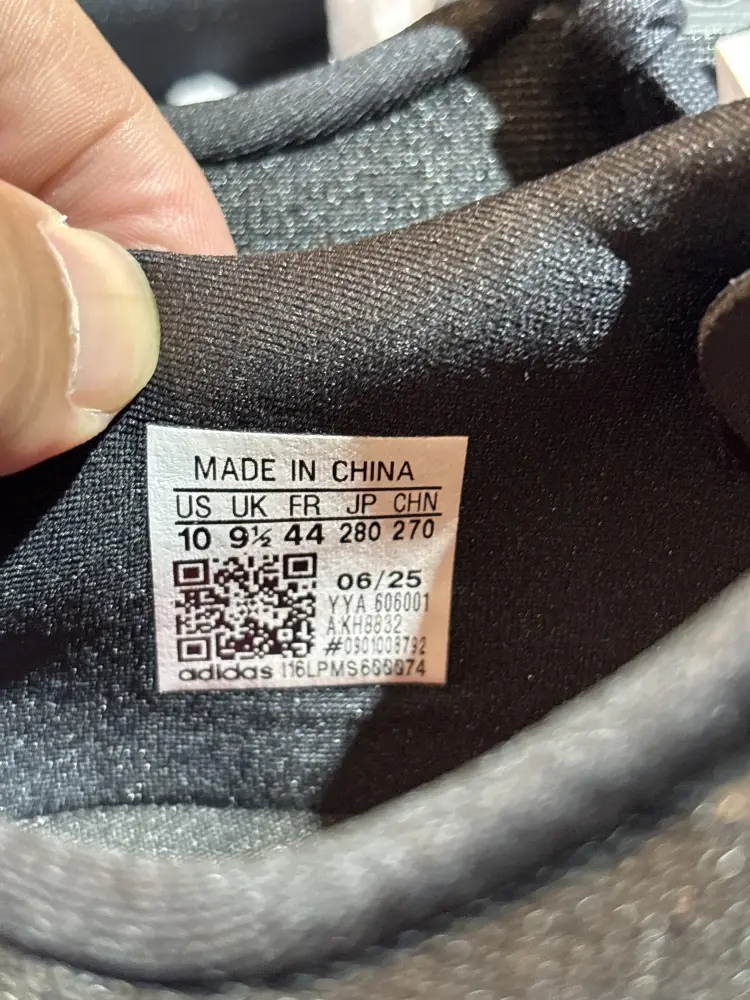 MADE IN CHINA
US UK FR JP CHN
10 9½ 44 280 270
06/25
YYA 606001
AKH8832
#0901008792
adidas